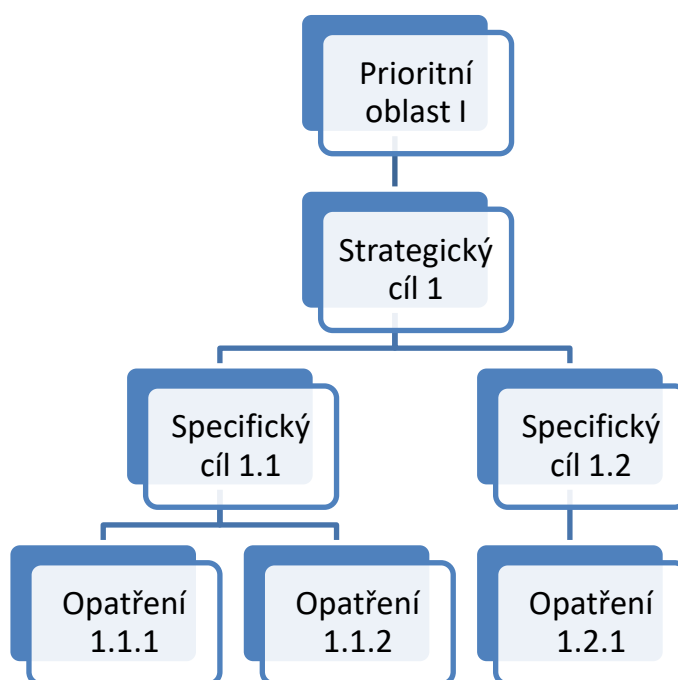 Prioritní
oblast I
Strategický
cíl 1
Specifický
cíl 1.1
Specifický
cíl 1.2
Opatření
1.1.1
Opatření
1.1.2
Opatření
1.2.1